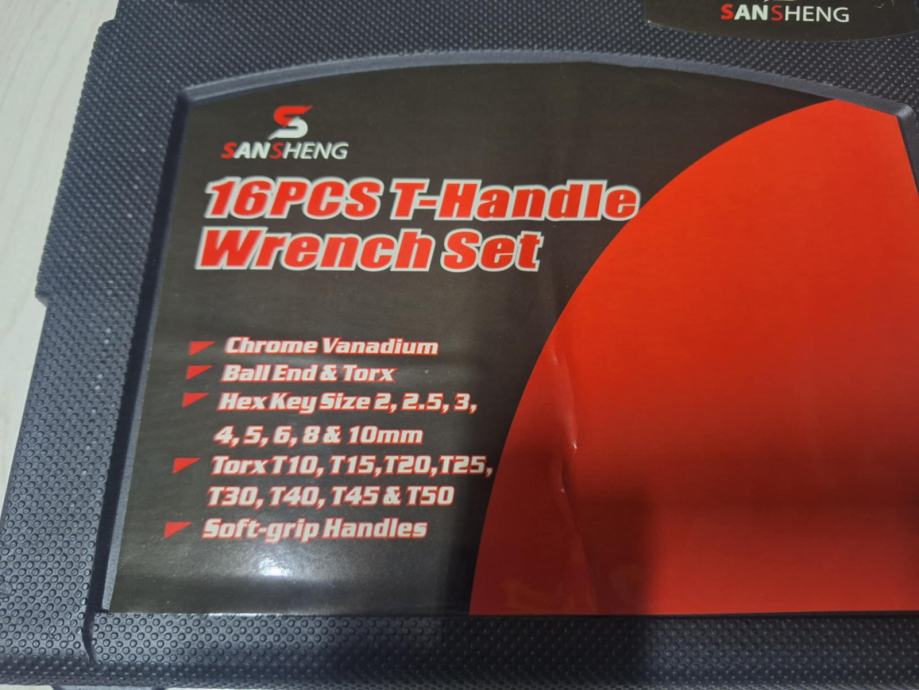 SANSHENG
SANSHENG
16PCS T-Handle
Wrench Set
Chrome Vanadium
Ball End & Torx
Hex Key Size 2, 2.5, 3,
4, 5, 6, 8 & 10mm
Torx T10, T15, T20, T25,
T30, T40, T45 & T50
Soft-grip Handles